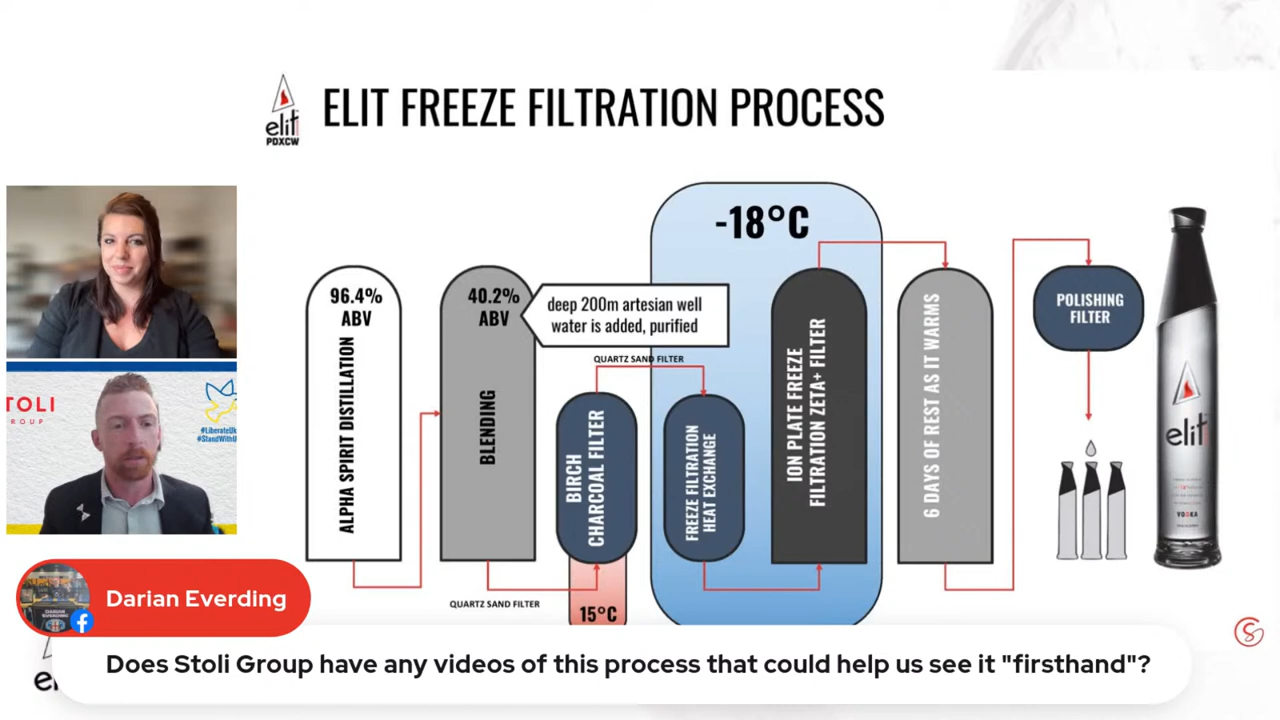 elit
PDXCW
ELIT FREEZE FILTRATION PROCESS
-18°C
96.4%
ABV
ALPHA SPIRIT DISTILLATION
40.2%
ABV
BLENDING
deep 200m artesian well
water is added, purified
QUARTZ SAND FILTER
BIRCH
CHARCOAL FILTER
15°C
QUARTZ SAND FILTER
FREEZE FILTRATION
HEAT EXCHANGE
ION PLATE FREEZE
FILTRATION ZETA+ FILTER
6 DAYS OF REST AS IT WARMS
POLISHING
FILTER
elit
VODKA
TOLI
ROUP
#LiberateUk
#StandWithU
Darian Everding
Does Stoli Group have any videos of this process that could help us see it "firsthand"?